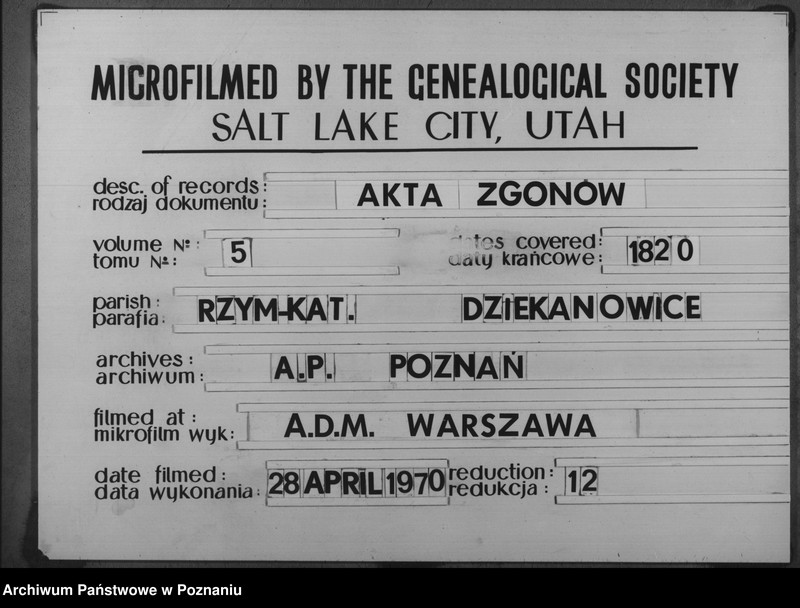 MICROFILMED BY THE GENEALOGICAL SOCIETY
SALT LAKE CITY, UTAH
desc. of records:
rodzaj dokumentu:
AKTA ZGONÓW
volume No:
tomu No:
5
dates covered:
daty krańcowe:
1820
parish:
parafia:
RZYM-KAT. DZIEKANOWICE
archives:
archiwum:
A.P. POZNAŃ
filmed at:
mikrofilm wyk:
A.D.M. WARSZAWA
date filmed:
data wykonania:
28 APRIL 1970
reduction:
redukcja:
12
Archiwum Państwowe w Poznaniu